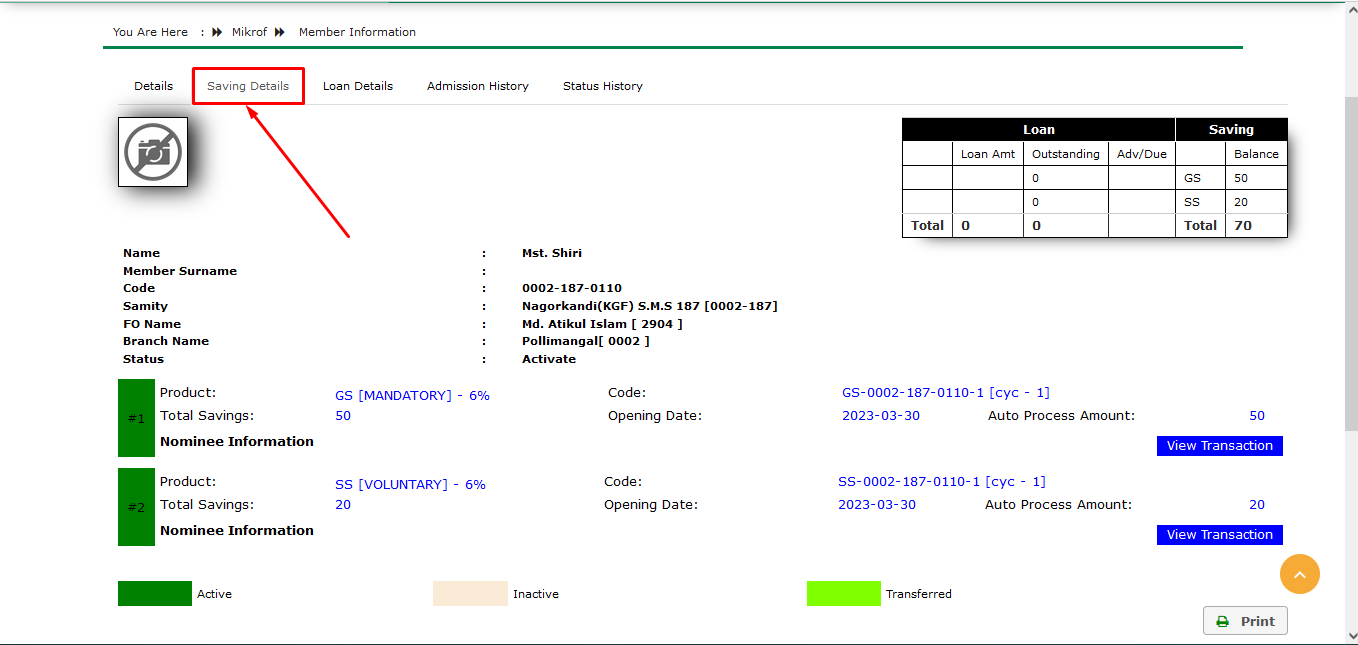 You Are Here : Mikrof Member Information
Details Saving Details Loan Details Admission History Status History
Loan Saving
Loan Amt Outstanding Adv/Due Balance
0 GS 50
0 SS 20
Total 0 0 Total 70
Name : Mst. Shiri
Member Surname :
Code : 0002-187-0110
Samity : Nagorkandi(KGF) S.M.S 187 [0002-187]
FO Name : Md. Atikul Islam [ 2904 ]
Branch Name : Pollimangal[ 0002 ]
Status : Activate
#1
Product: GS [MANDATORY] - 6% Code: GS-0002-187-0110-1 [cyc - 1]
Total Savings: 50 Opening Date: 2023-03-30 Auto Process Amount: 50
Nominee Information
View Transaction
#2
Product: SS [VOLUNTARY] - 6% Code: SS-0002-187-0110-1 [cyc - 1]
Total Savings: 20 Opening Date: 2023-03-30 Auto Process Amount: 20
Nominee Information
View Transaction
Active Inactive Transferred
Print